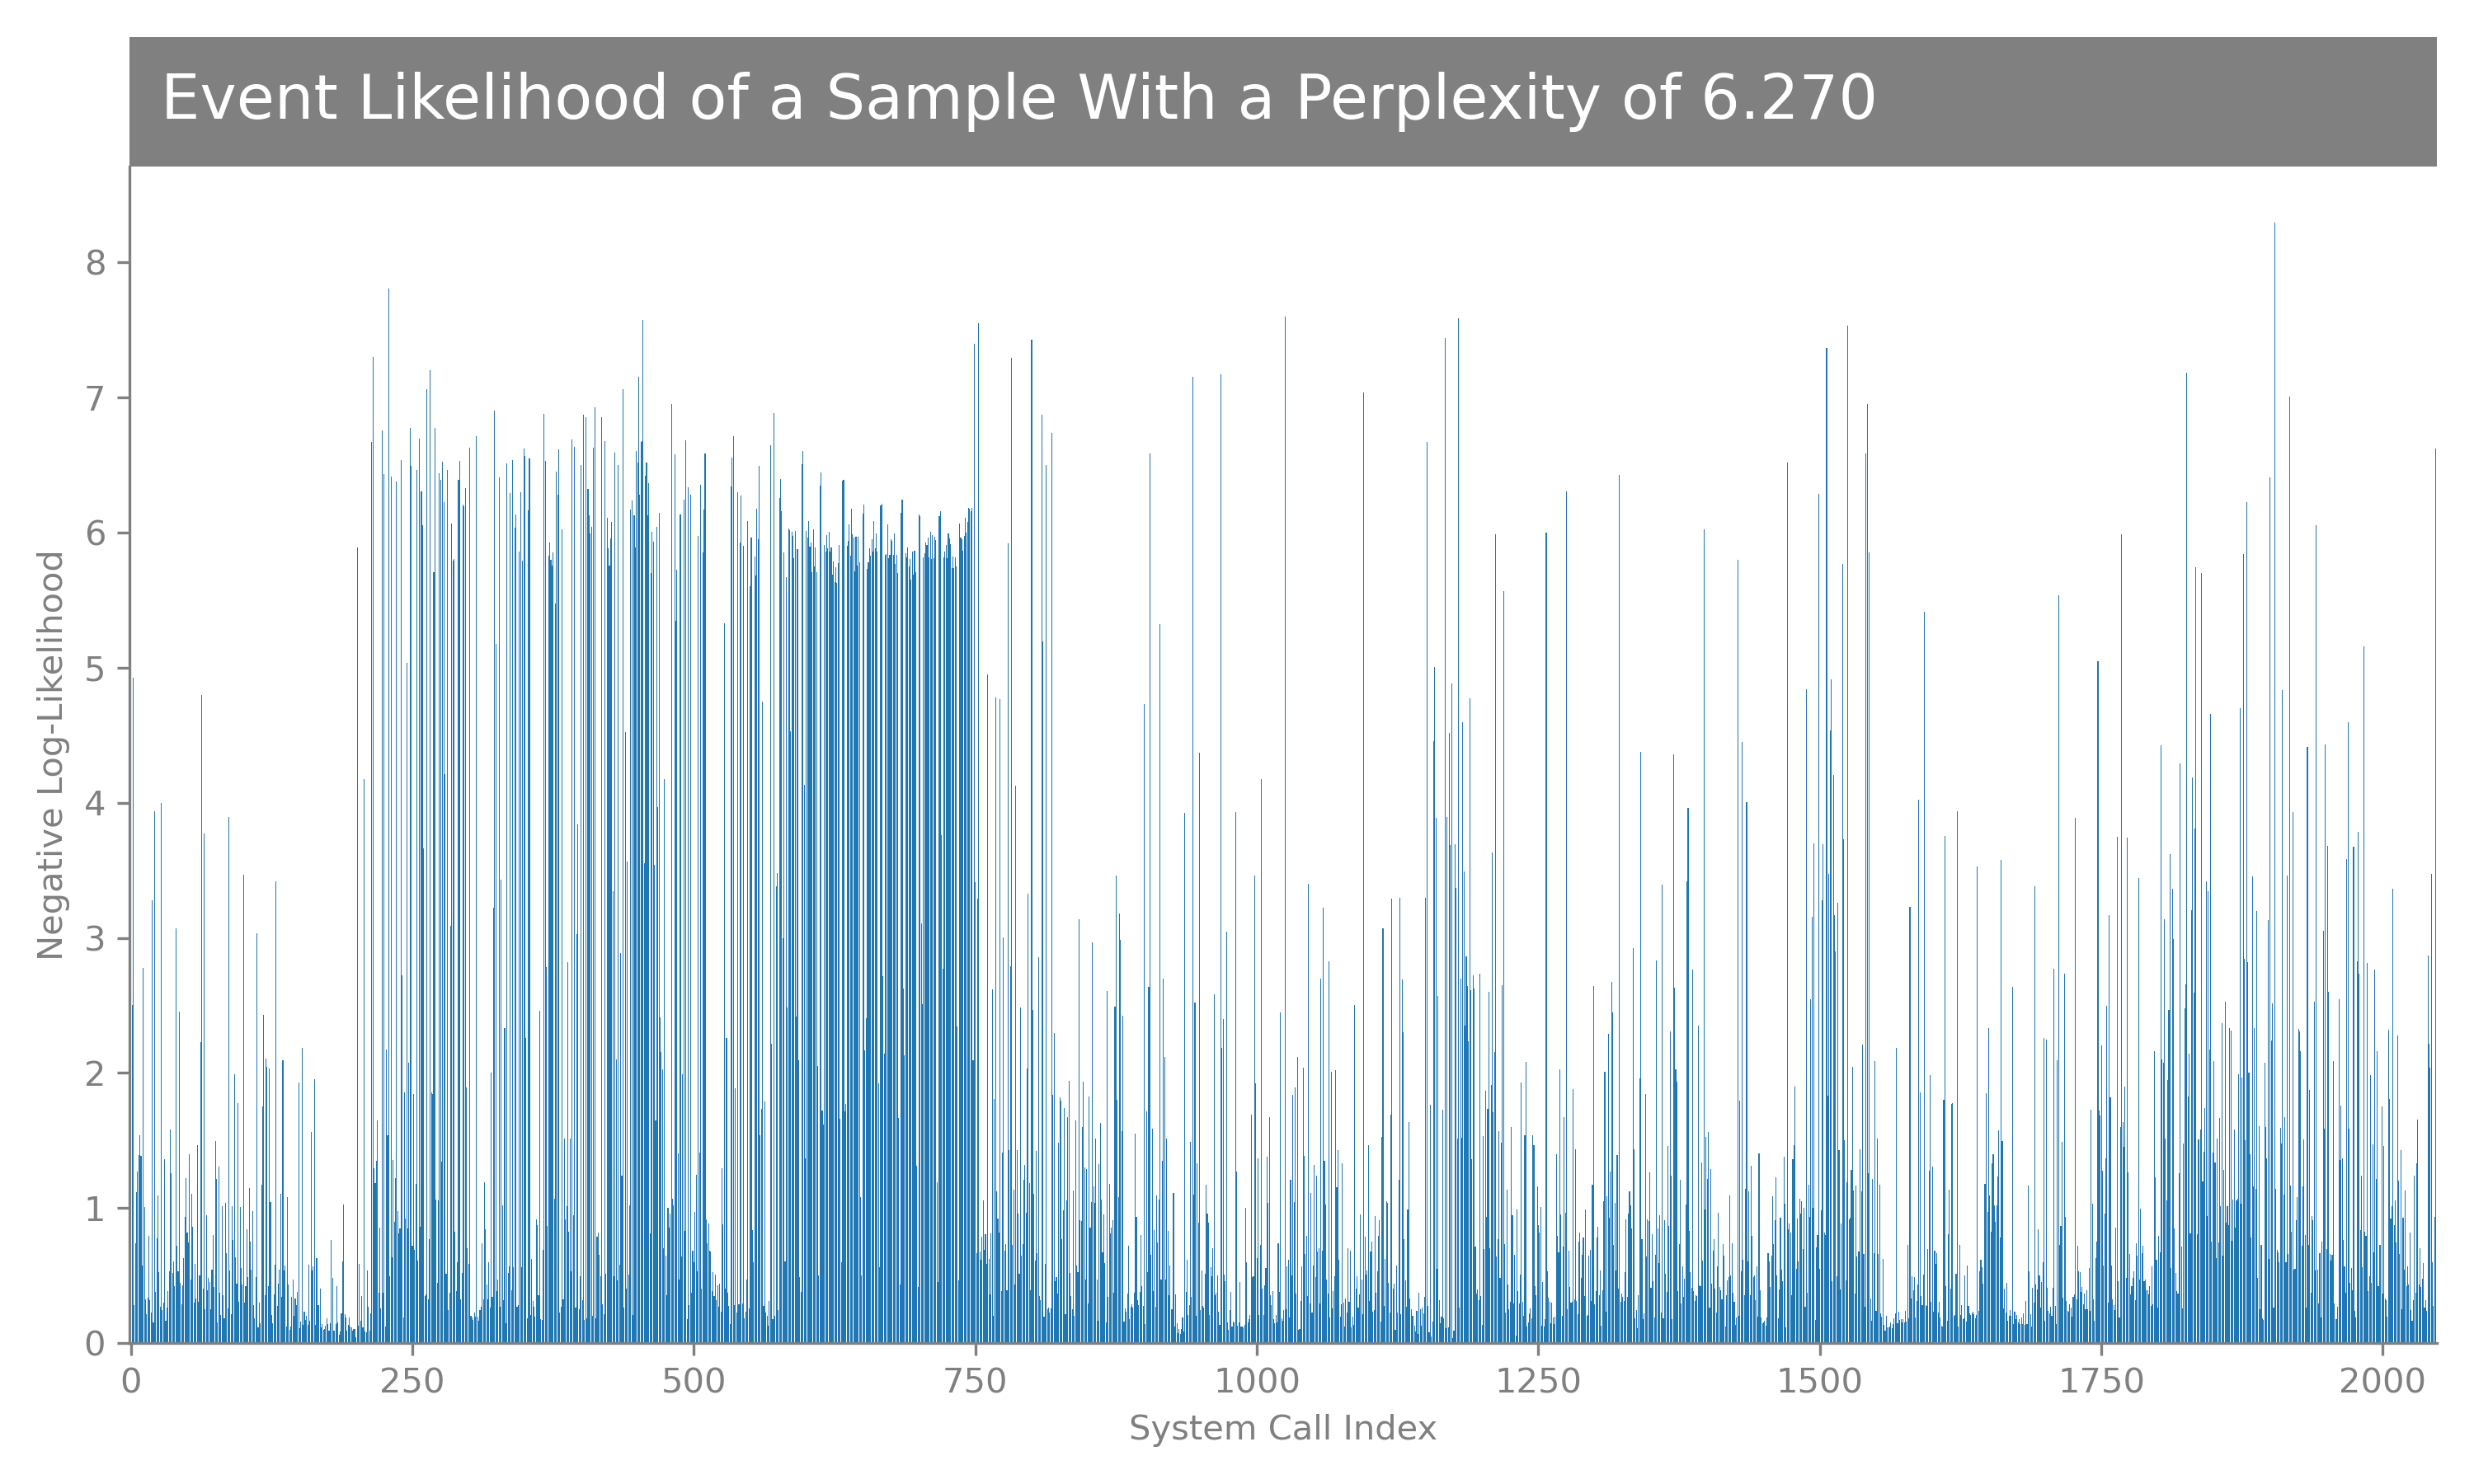 Event Likelihood of a Sample With a Perplexity of 6.270
8
7
6
5
4
3
2
1
0
Negative Log-Likelihood
0 250 500 750 1000 1250 1500 1750 2000
System Call Index